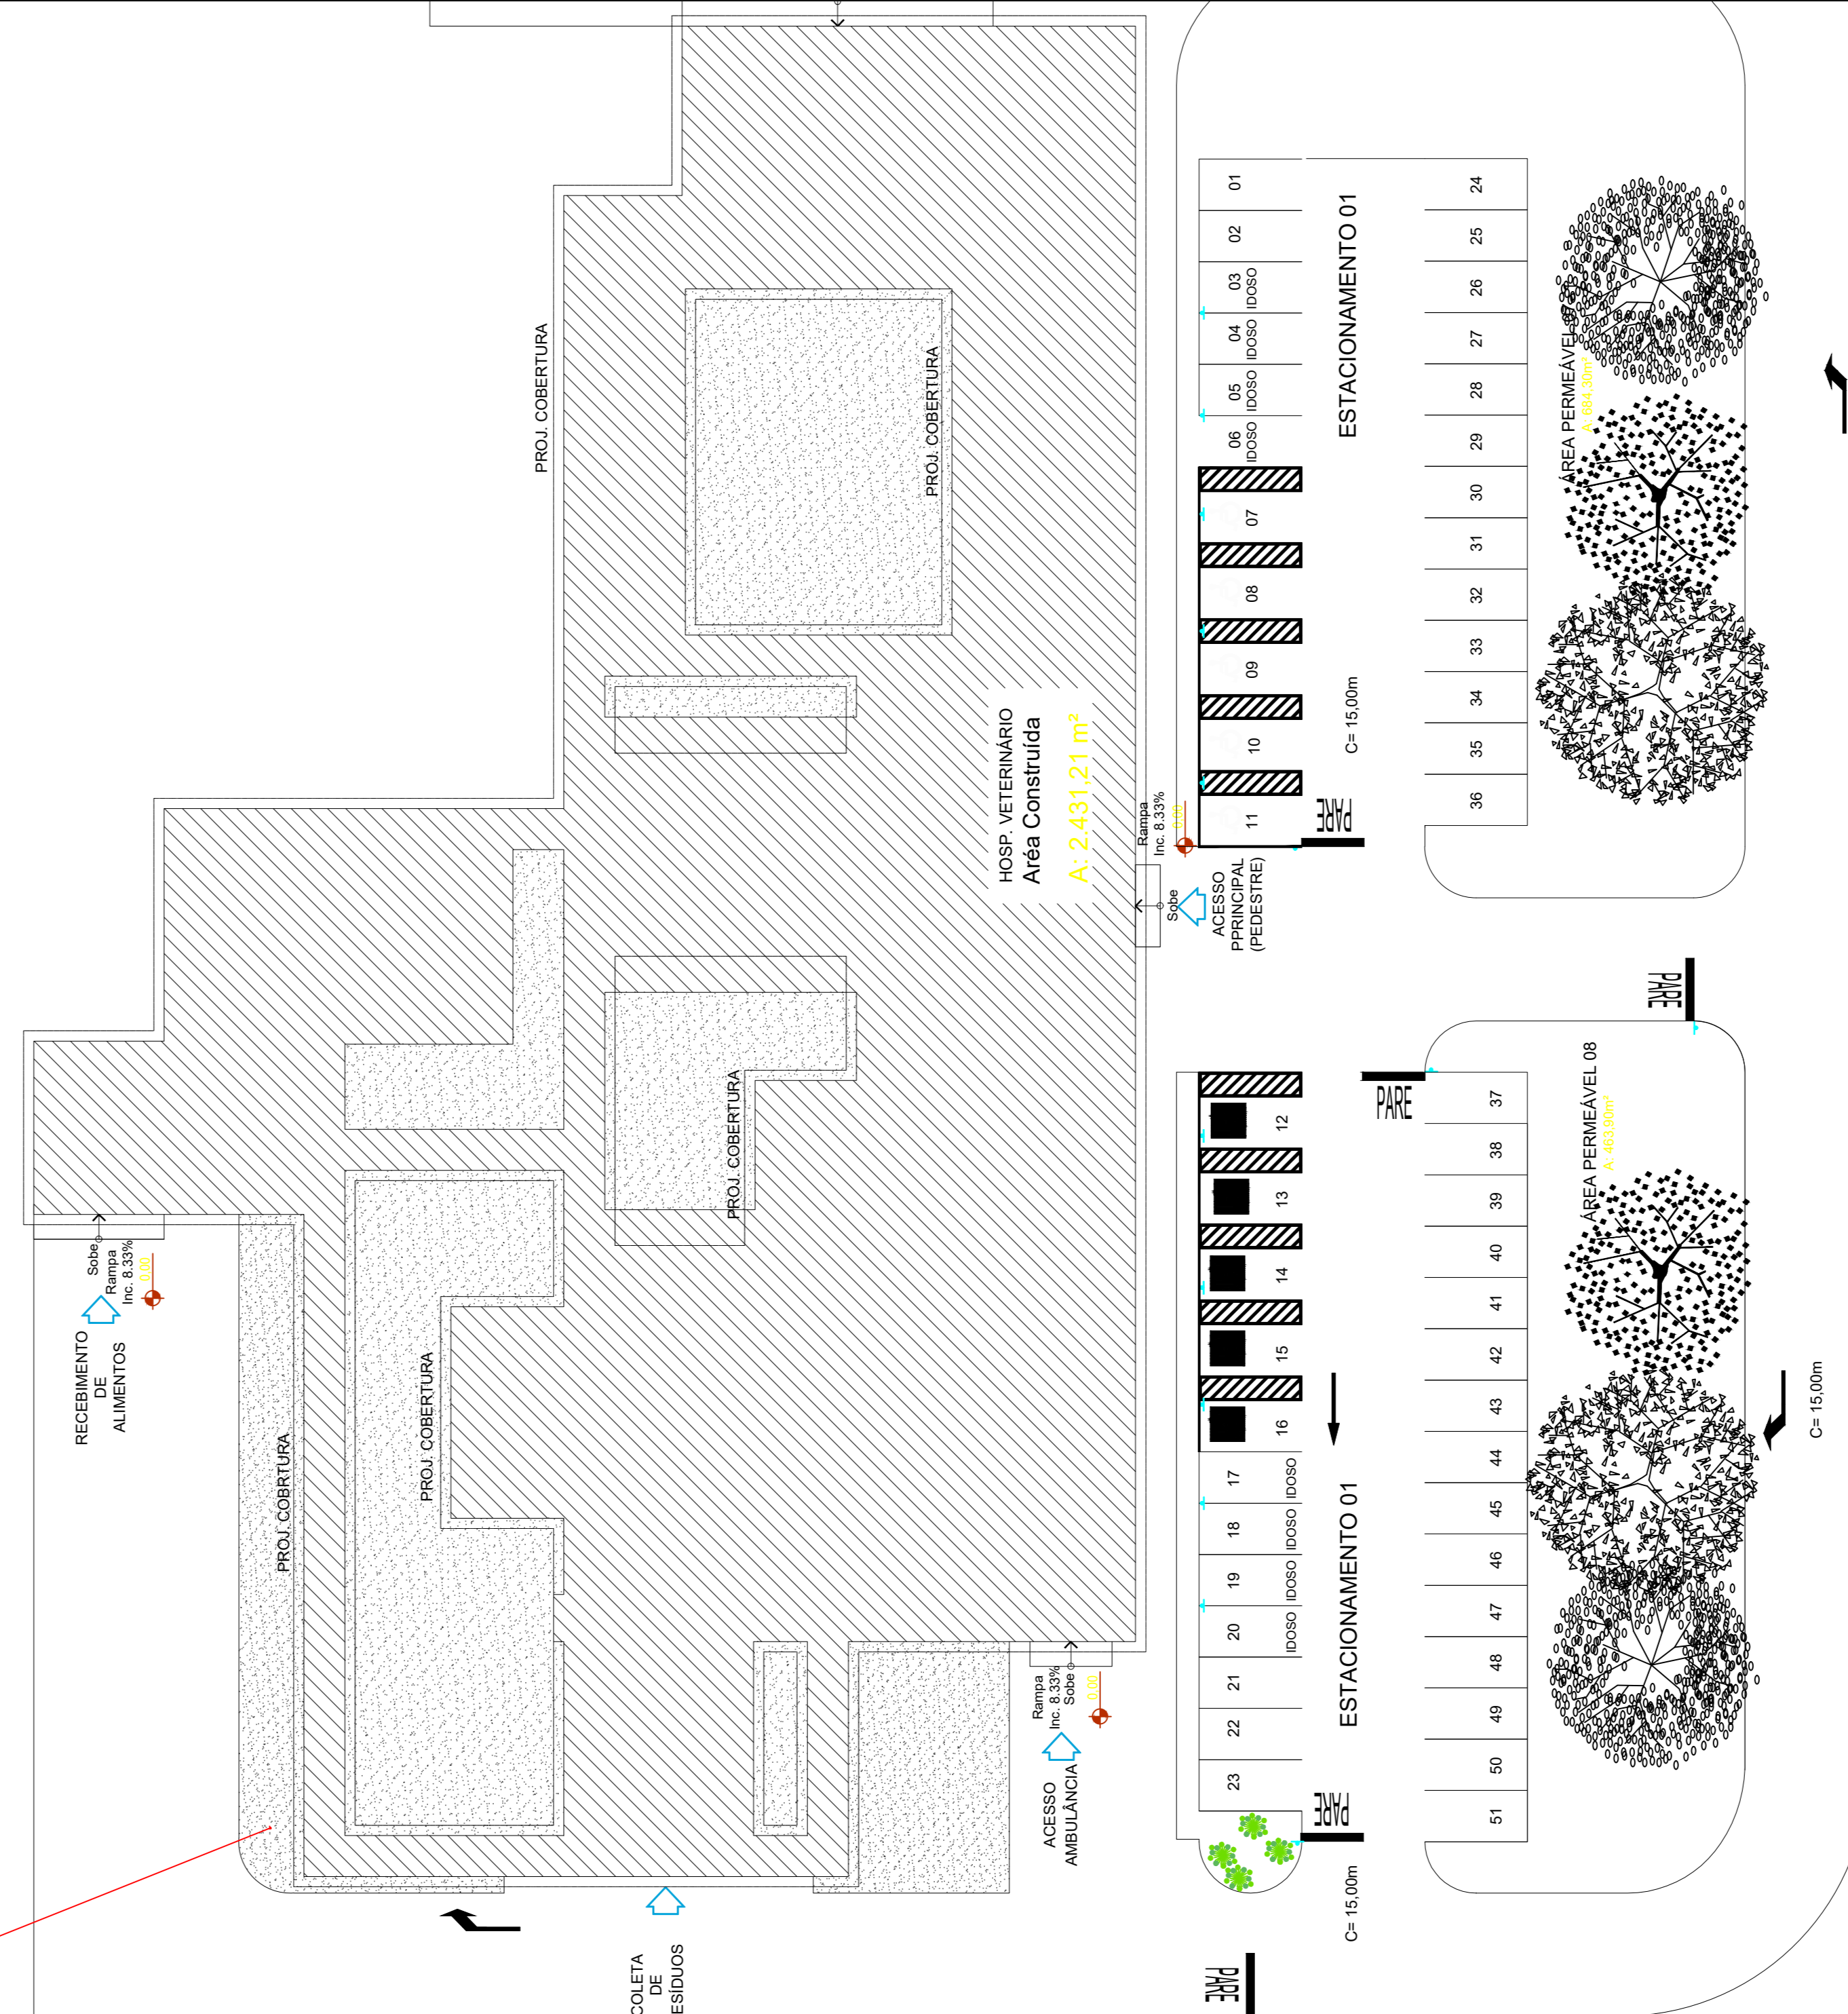 PROJ. COBERTURA
PROJ. COBERTURA
HOSP. VETERINÁRIO
Aréa Construída
A: 2.431,21 m²
PROJ. COBERTURA
PROJ. COBERTURA
PROJ. COBRTURA
RECEBIMENTO
DE
ALIMENTOS
Sobe
Rampa
Inc. 8.33%
0,00
Rampa
Inc. 8.33%
0,00
Sobe
ACESSO
PPRINCIPAL
(PEDESTRE)
ACESSO
AMBULÂNCIA
Rampa
Inc. 8.33%
Sobe
0,00
COLETA
DE
ESÍDUOS
01
02
03
IDOSO
04
IDOSO
05
IDOSO
06
IDOSO
07
08
09
10
11
ESTACIONAMENTO 01
C= 15,00m
PARE
24
25
26
27
28
29
30
31
32
33
34
35
36
ÁREA PERMEÁVEL
A: 684,30m²
PARE
PARE
12
13
14
15
16
17
IDOSO
18
IDOSO
19
IDOSO
20
IDOSO
21
22
23
ESTACIONAMENTO 01
PARE
C= 15,00m
PARE
37
38
39
40
41
42
43
44
45
46
47
48
49
50
51
ÁREA PERMEÁVEL 08
A: 463,90m²
C= 15,00m